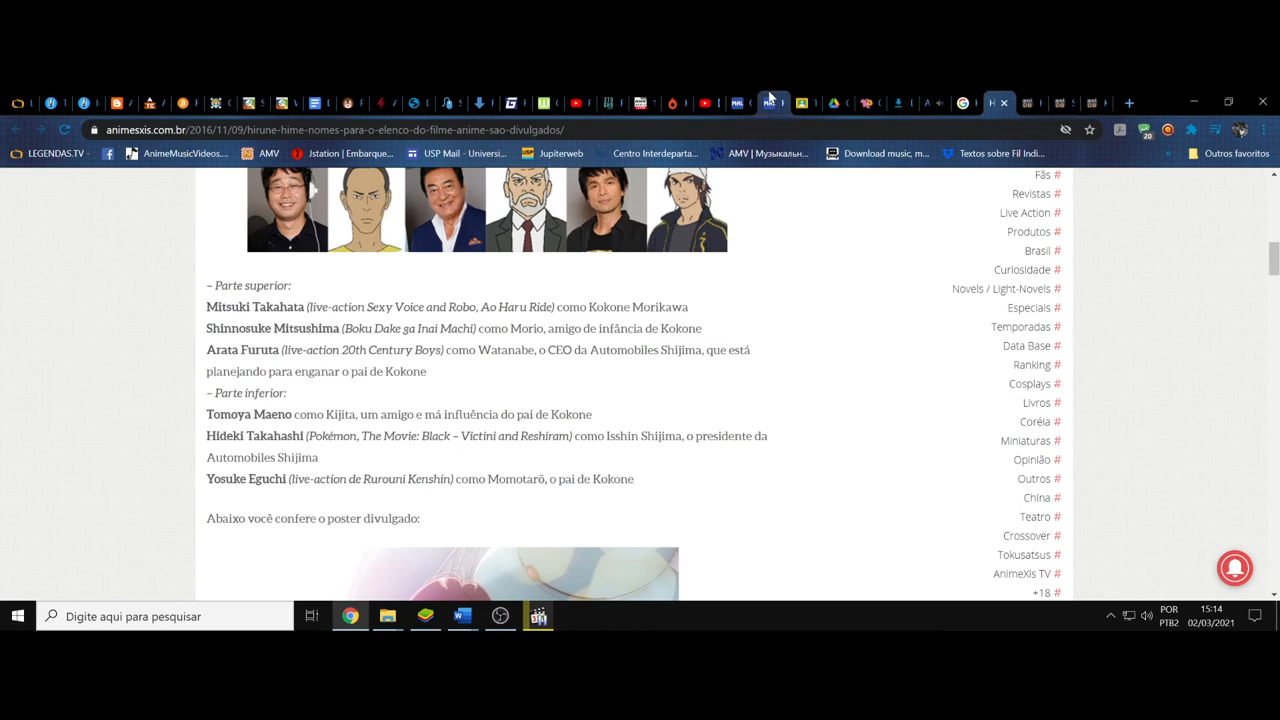 animesxis.com.br/2016/11/09/hirune-hime-nomes-para-o-elenco-do-filme-anime-sao-divulgados/
20
LEGENDAS.TV
AnimeMusicVideos....
AMV
Jstation | Embarque...
USP Mail - Universi...
Jupiterweb
Centro Interdeparta...
AMV | Музыкальн...
Download music, m...
Textos sobre Fil Indi...
»
Outros favoritos
– Parte superior:
Mitsuki Takahata (live-action Sexy Voice and Robo, Ao Haru Ride) como Kokone Morikawa
Shinnosuke Mitsushima (Boku Dake ga Inai Machi) como Morio, amigo de infância de Kokone
Arata Furuta (live-action 20th Century Boys) como Watanabe, o CEO da Automobiles Shijima, que está
planejando para enganar o pai de Kokone
– Parte inferior:
Tomoya Maeno como Kijita, um amigo e má influência do pai de Kokone
Hideki Takahashi (Pokémon, The Movie: Black – Victini and Reshiram) como Isshin Shijima, o presidente da
Automobiles Shijima
Yosuke Eguchi (live-action de Rurouni Kenshin) como Momotarō, o pai de Kokone
Abaixo você confere o poster divulgado:
Fãs #
Revistas #
Live Action #
Produtos #
Brasil #
Curiosidade #
Novels / Light-Novels #
Especiais #
Temporadas #
Data Base #
Ranking #
Cosplays #
Livros #
Coréia #
Miniaturas #
Opinião #
Outros #
China #
Teatro #
Crossover #
Tokusatsus #
AnimeXis TV #
+18 #
Digite aqui para pesquisar
POR
PTB2
15:14
02/03/2021